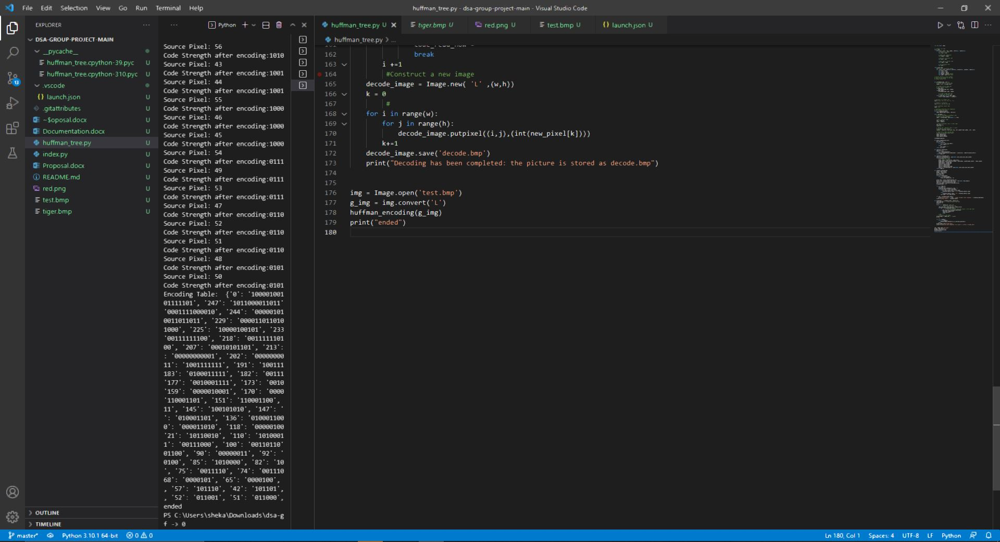 File Edit Selection View Go Run Terminal Help
huffman_tree.py - dsa-group-project-main - Visual Studio Code
EXPLORER
DSA-GROUP-PROJECT-MAIN
__pycache__
huffman_tree.cpython-39.pyc U
huffman_tree.cpython-310.pyc U
.vscode
launch.json U
.gitattributes U
~$oposal.docx U
Documentation.docx U
huffman_tree.py U
index.py U
Proposal.docx U
README.md U
red.png U
test.bmp U
tiger.bmp U
OUTLINE
TIMELINE
13
Python
Source Pixel: 56
Code Strength after encoding:1010
Source Pixel: 43
Code Strength after encoding:1001
Source Pixel: 44
Code Strength after encoding:1001
Source Pixel: 55
Code Strength after encoding:1000
Source Pixel: 46
Code Strength after encoding:1000
Source Pixel: 45
Code Strength after encoding:1000
Source Pixel: 54
Code Strength after encoding:0111
Source Pixel: 49
Code Strength after encoding:0111
Source Pixel: 53
Code Strength after encoding:0111
Source Pixel: 47
Code Strength after encoding:0110
Source Pixel: 52
Code Strength after encoding:0110
Source Pixel: 51
Code Strength after encoding:0110
Source Pixel: 48
Code Strength after encoding:0101
Source Pixel: 50
Code Strength after encoding:0101
Encoding Table:  {'0': '100001001
01111101', '247': '1011000011011'
'0001111000010', '244': '00000101
0011011011', '229': '000011011010
1000', '225': '10000100101', '233
'00111111100', '218': '0011111101
00', '207': '00010101101', '213':
: '00000000001', '202': '00000000
11': '1001111111', '191': '100111
183': '0100011111', '182': '00111
'177': '0010001111', '173': '0010
'159': '0000010001', '170': '0000
'110001101', '151': '110001100',
11', '145': '100101010', '147': '
': '010001101', '136': '010001100
0': '000011010', '118': '00000100
'21': '10110010', '110': '1010001
1': '00111000', '100': '00110110'
01100', '90': '00000011', '92': '
'0100', '85': '1010000', '82': '10
', '75': '0011110', '74': '001110
68': '0000101', '65': '0000100',
, '57': '101110', '42': '101101',
, '52': '011001', '51': '011000',
ended
PS C:\Users\sheka\Downloads\dsa-g
f -> 0
huffman_tree.py U tiger.bmp U red.png U test.bmp U launch.json U
huffman_tree.py > ...
162 break
163 i +=1
164 #Construct a new image
165 decode_image = Image.new( 'L' ,(w,h))
166 k = 0
167 #
168 for i in range(w):
169 for j in range(h):
170 decode_image.putpixel((i,j),(int(new_pixel[k])))
171 k+=1
172 decode_image.save('decode.bmp')
173 print("Decoding has been completed: the picture is stored as decode.bmp")
174
175
176 img = Image.open('test.bmp')
177 g_img = img.convert('L')
178 huffman_encoding(g_img)
179 print("ended")
180
master* Python 3.10.1 64-bit 0 0
Ln 180, Col 1 Spaces: 4 UTF-8 LF Python